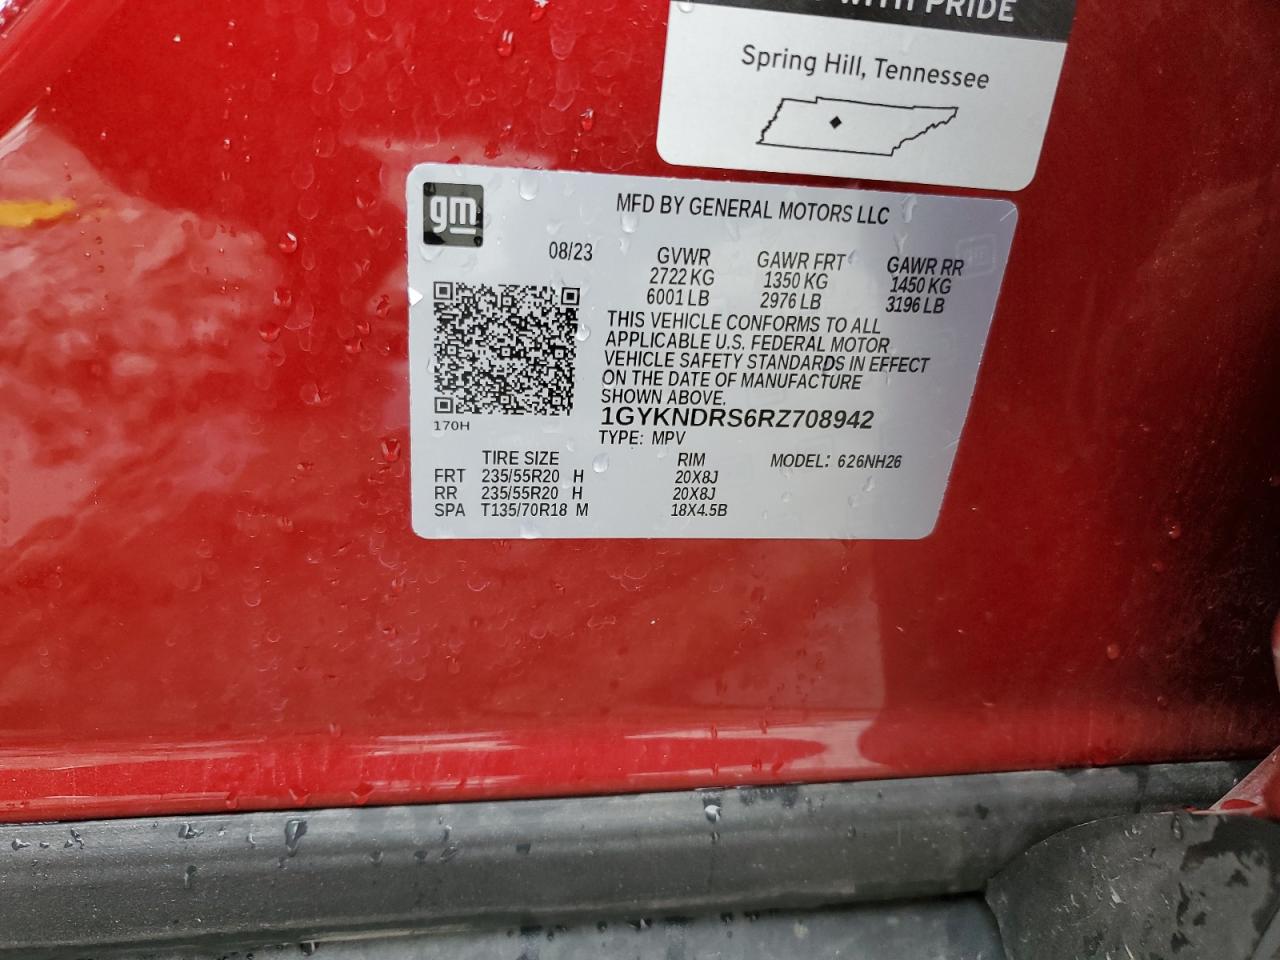 WITH PRIDE
Spring Hill, Tennessee
gm
MFD BY GENERAL MOTORS LLC
08/23
GVWR GAWR FRT GAWR RR
2722 KG 1350 KG 1450 KG
6001 LB 2976 LB 3196 LB
THIS VEHICLE CONFORMS TO ALL
APPLICABLE U.S. FEDERAL MOTOR
VEHICLE SAFETY STANDARDS IN EFFECT
ON THE DATE OF MANUFACTURE
SHOWN ABOVE.
1GYKNDRS6RZ708942
170H
TYPE: MPV
TIRE SIZE RIM MODEL: 626NH26
FRT 235/55R20 H 20X8J
RR 235/55R20 H 20X8J
SPA T135/70R18 M 18X4.5B